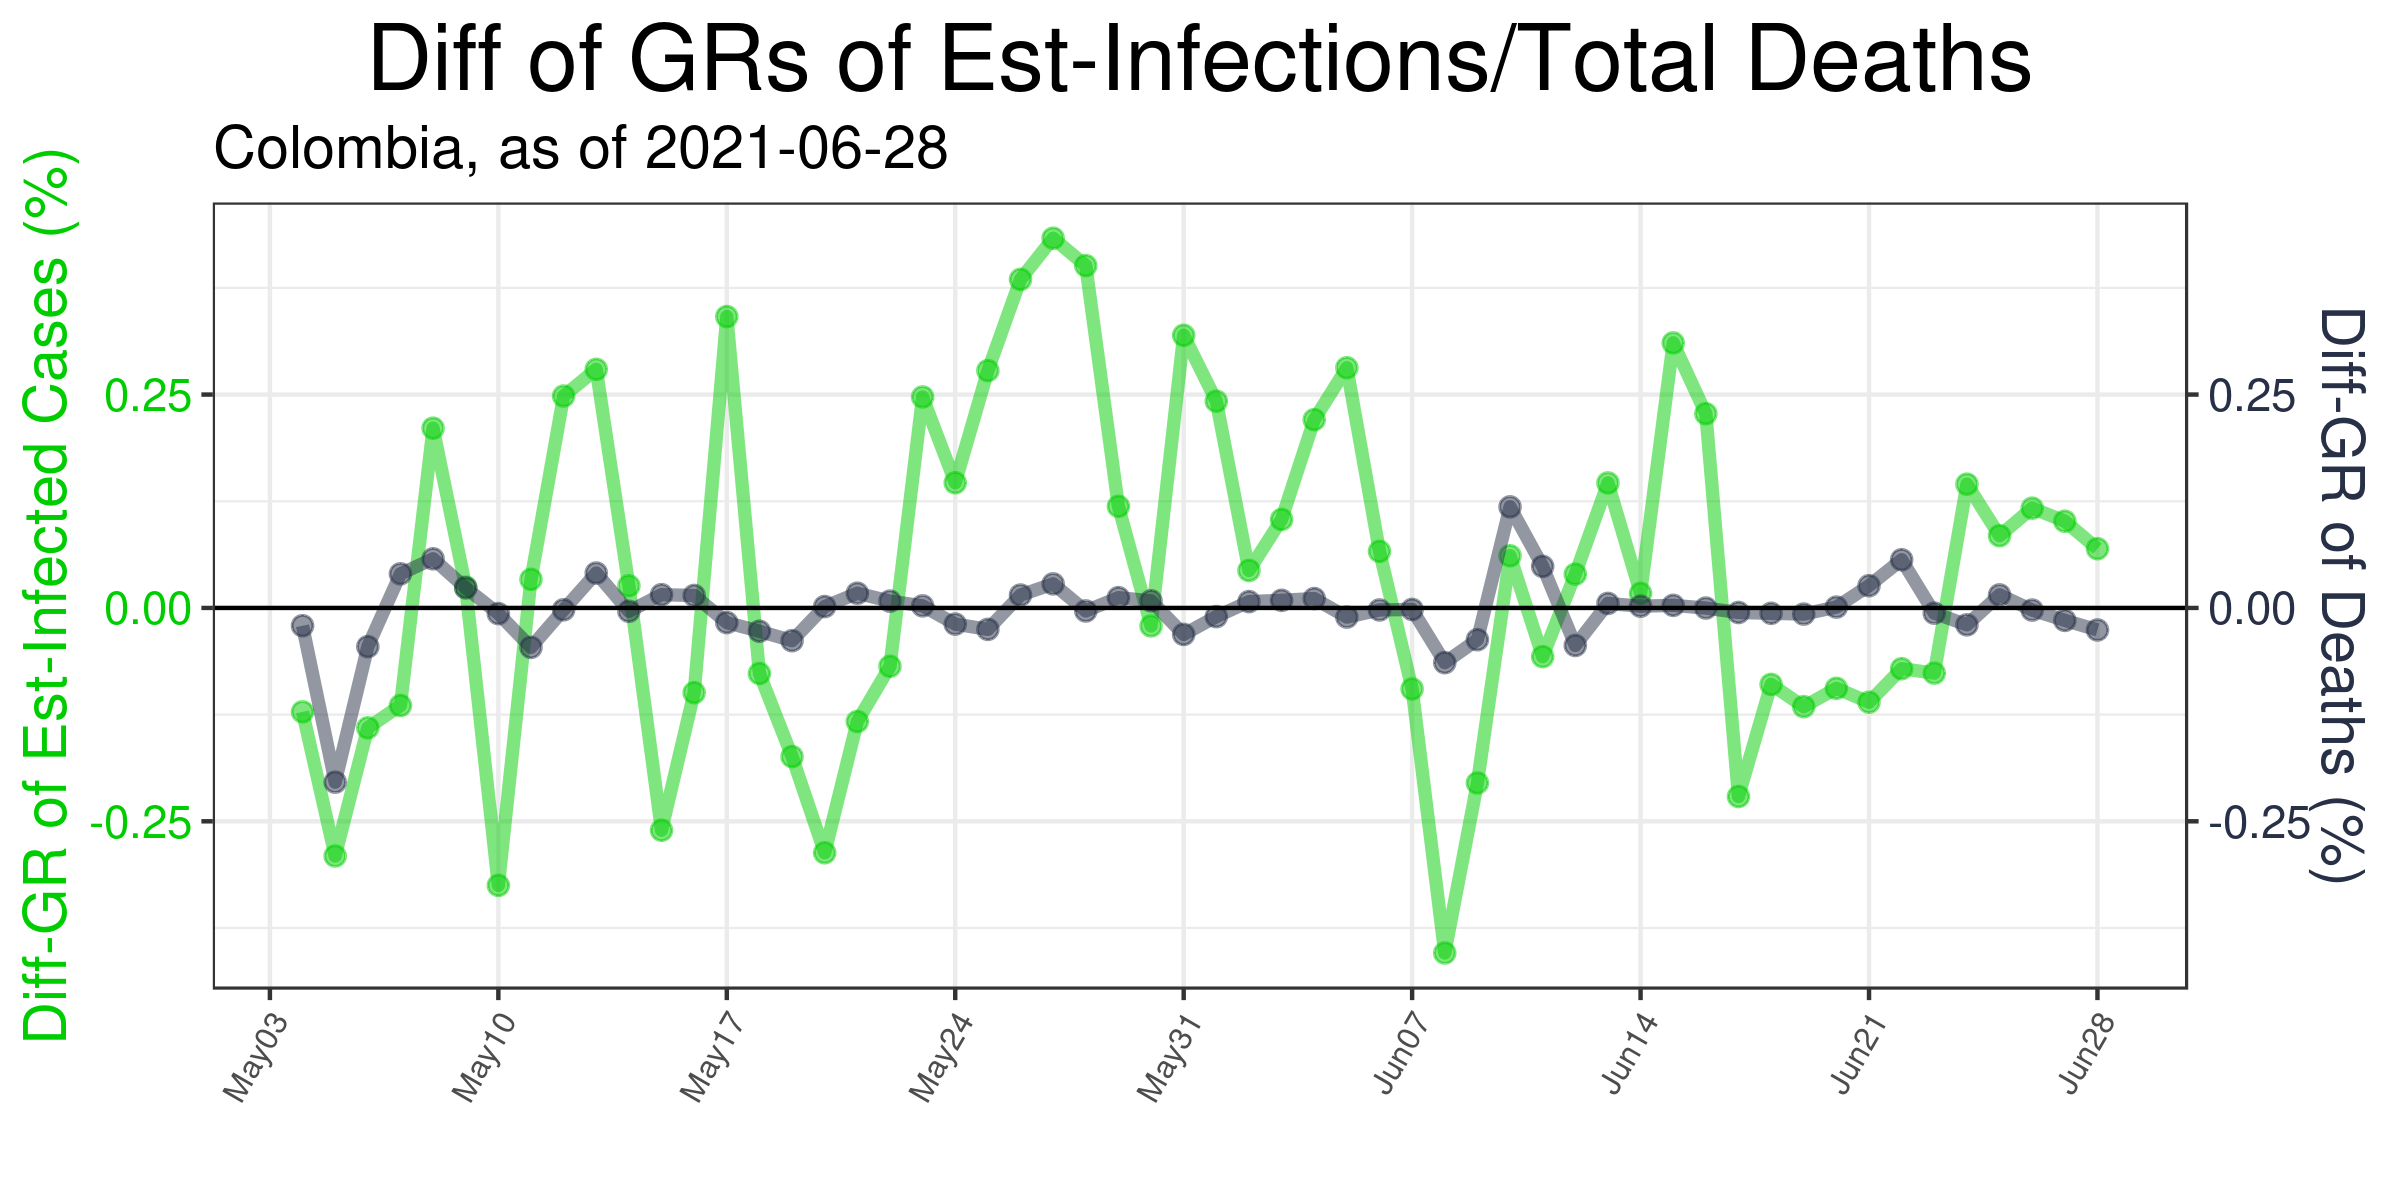 Diff of GRs of Est-Infections/Total Deaths
Colombia, as of 2021-06-28
Diff-GR of Est-Infected Cases (%)
0.25
0.00
-0.25
0.25
0.00
-0.25
Diff-GR of Deaths (%)
May03
May10
May17
May24
May31
Jun07
Jun14
Jun21
Jun28